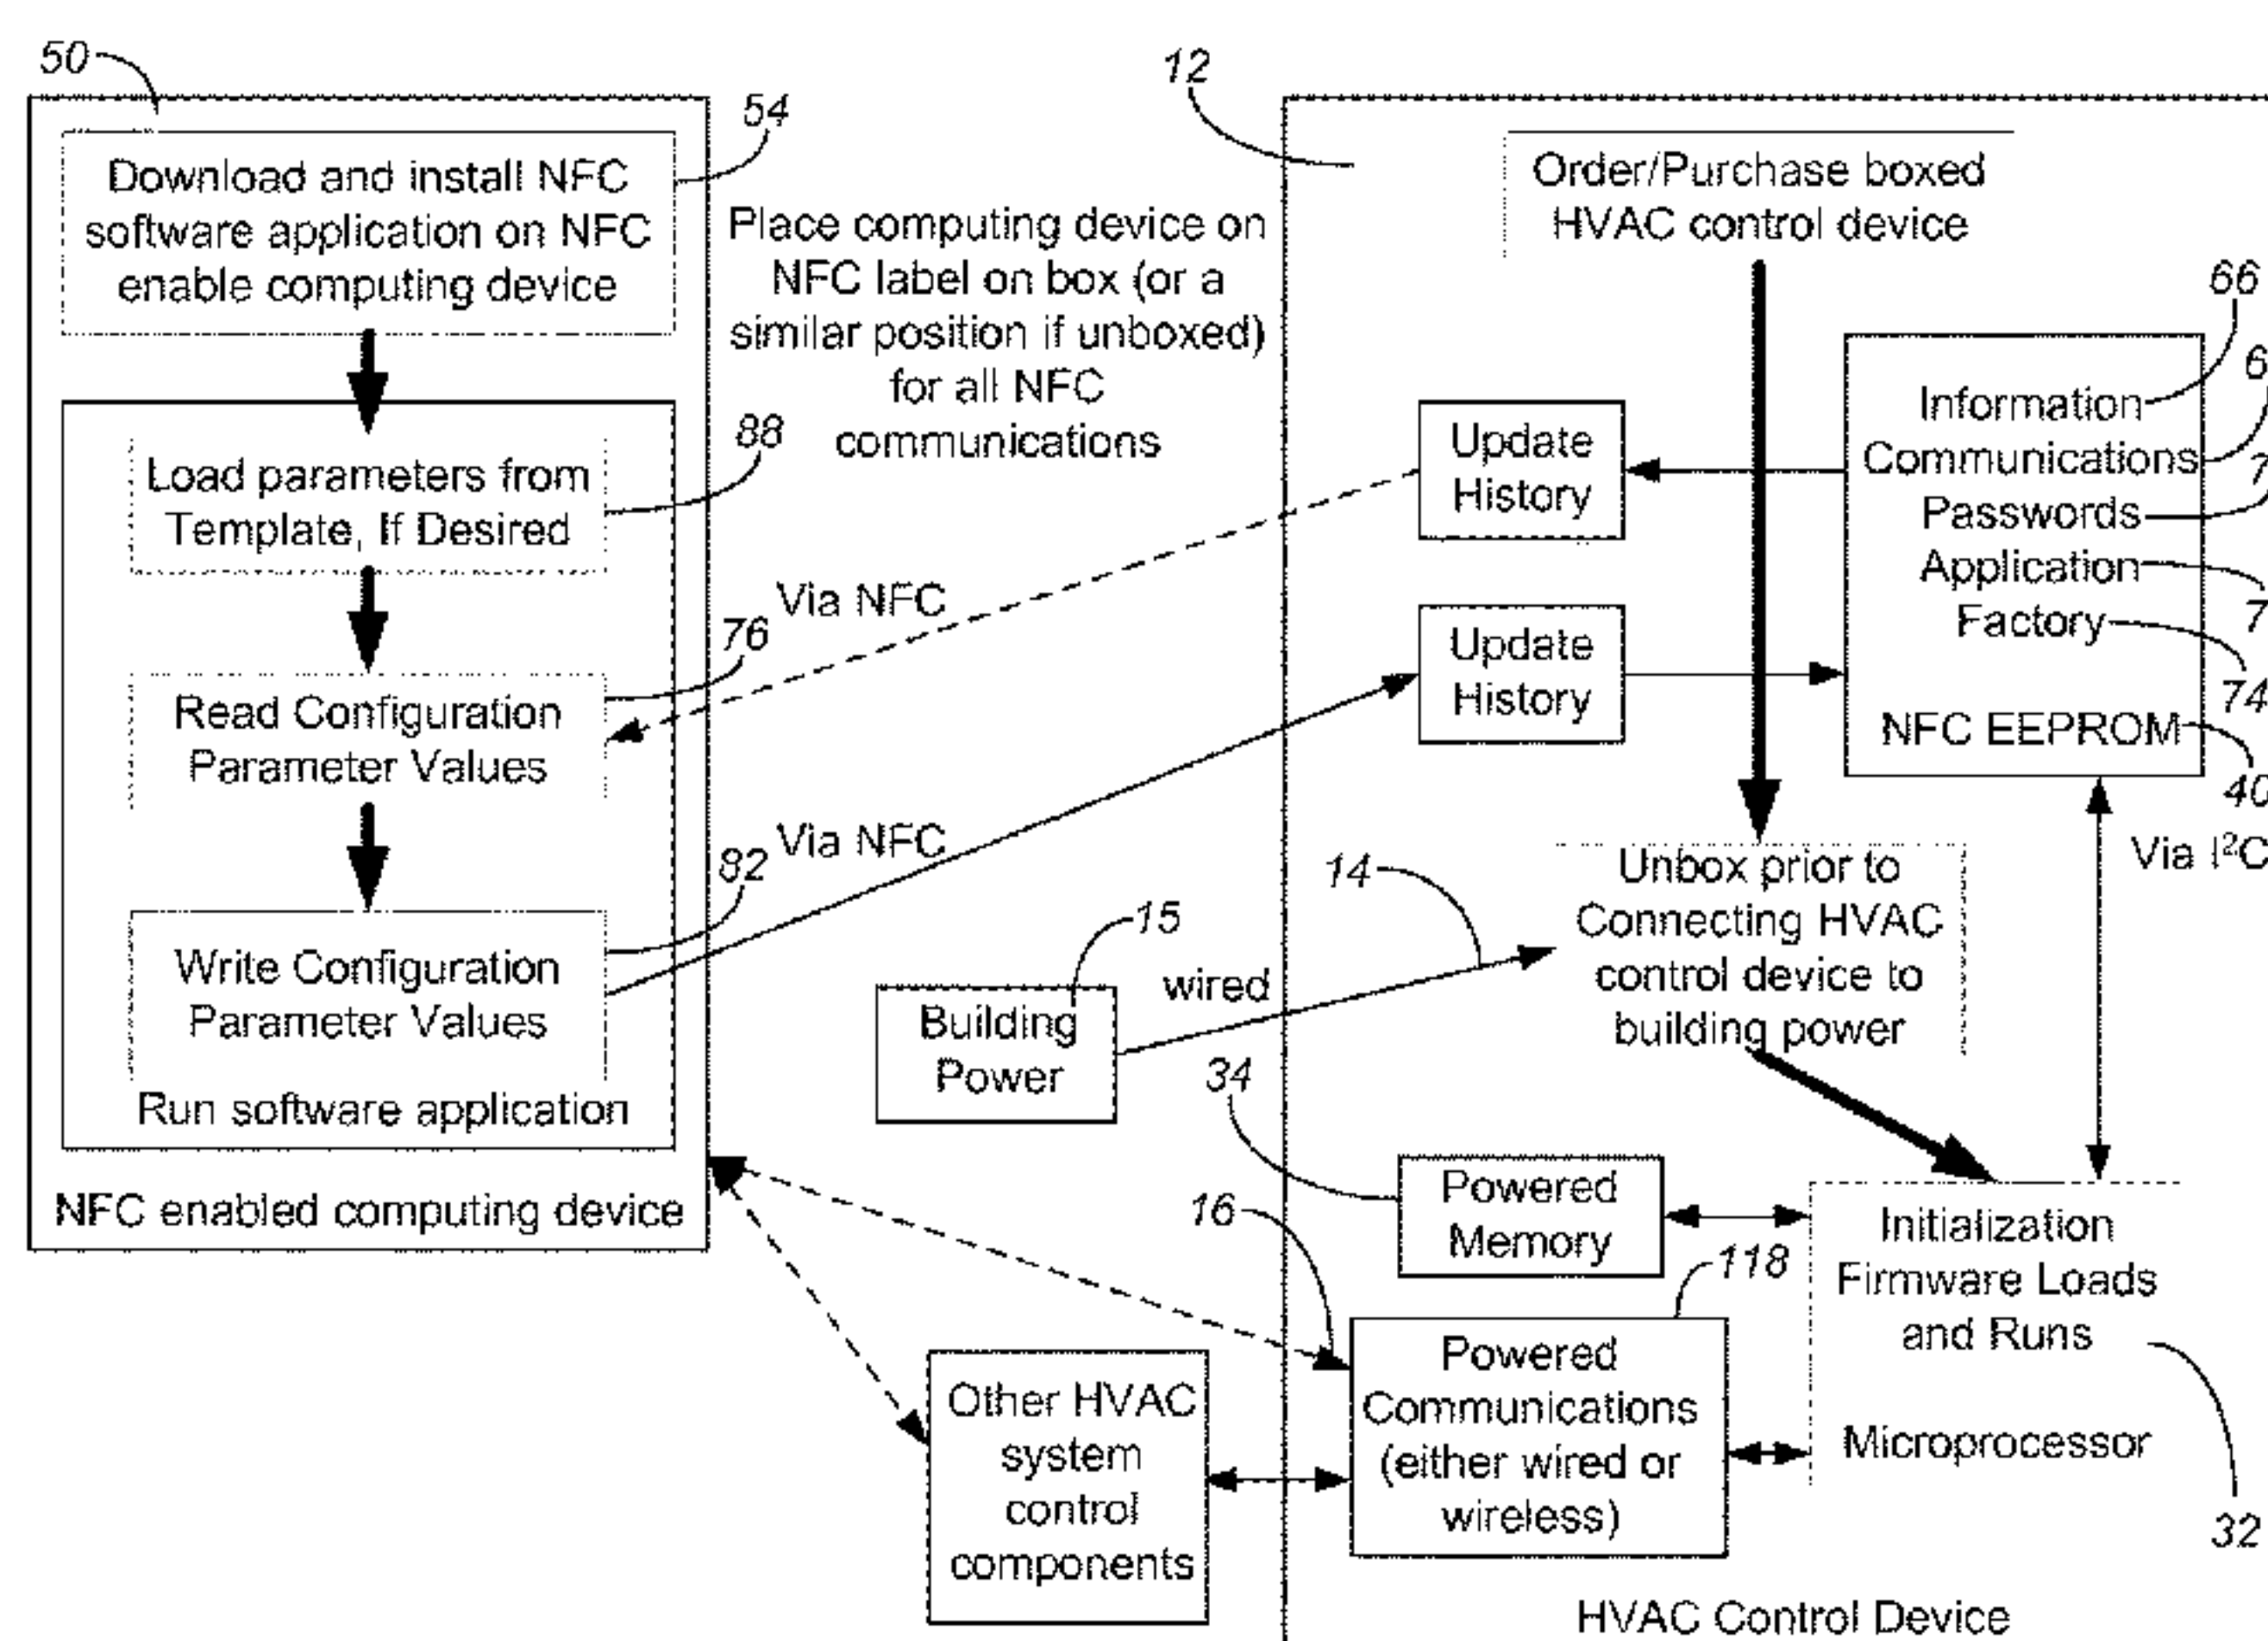 50
54
Download and install NFC
software application on NFC
enable computing device
88
Load parameters from
Template, If Desired
76
Read Configuration
Parameter Values
82
Write Configuration
Parameter Values
Run software application
NFC enabled computing device
Place computing device on
NFC label on box (or a
similar position if unboxed)
for all NFC
communications
Via NFC
Via NFC
15
Building
Power
wired
14
Other HVAC
system
control
components
12
Order/Purchase boxed
HVAC control device
Update
History
Update
History
66
Information
Communications
Passwords
Application
Factory
74
NFC EEPROM
40
Via I²C
Unbox prior to
Connecting HVAC
control device to
building power
34
Powered
Memory
16
118
Powered
Communications
(either wired or
wireless)
Initialization
Firmware Loads
and Runs
Microprocessor
32
HVAC Control Device